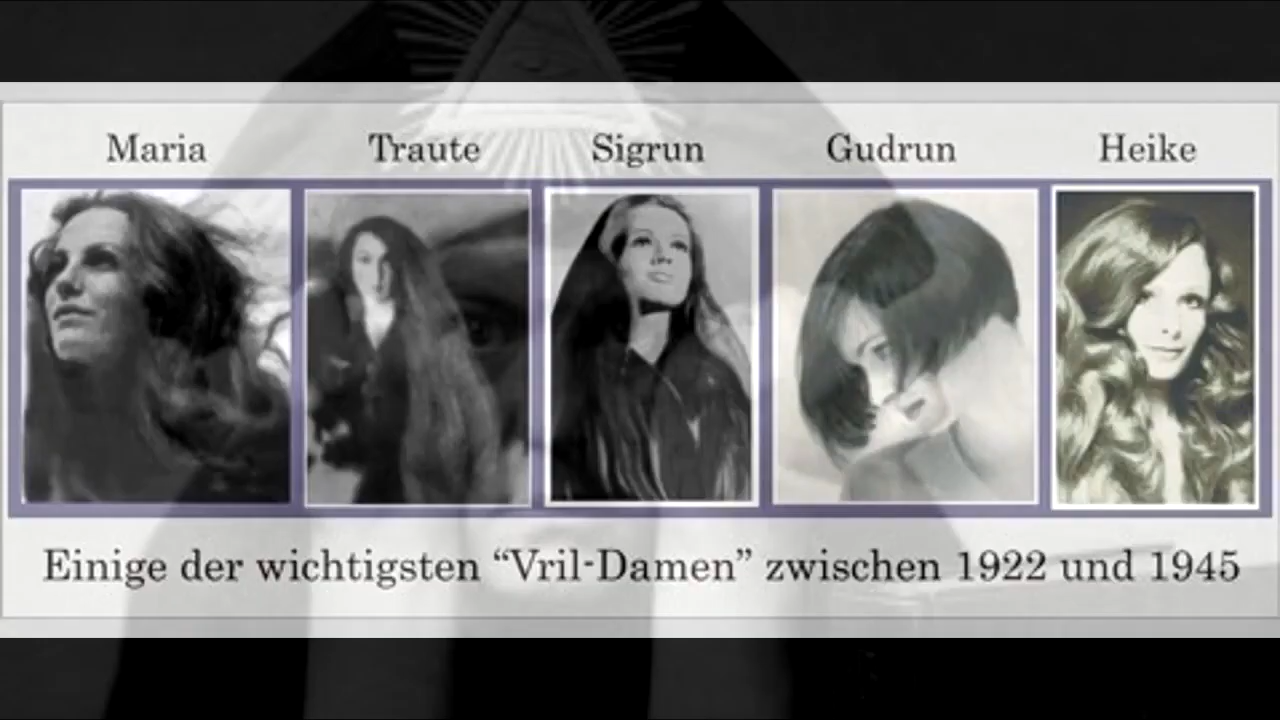 Maria Traute Sigrun Gudrun Heike
Einige der wichtigsten “Vril-Damen” zwischen 1922 und 1945